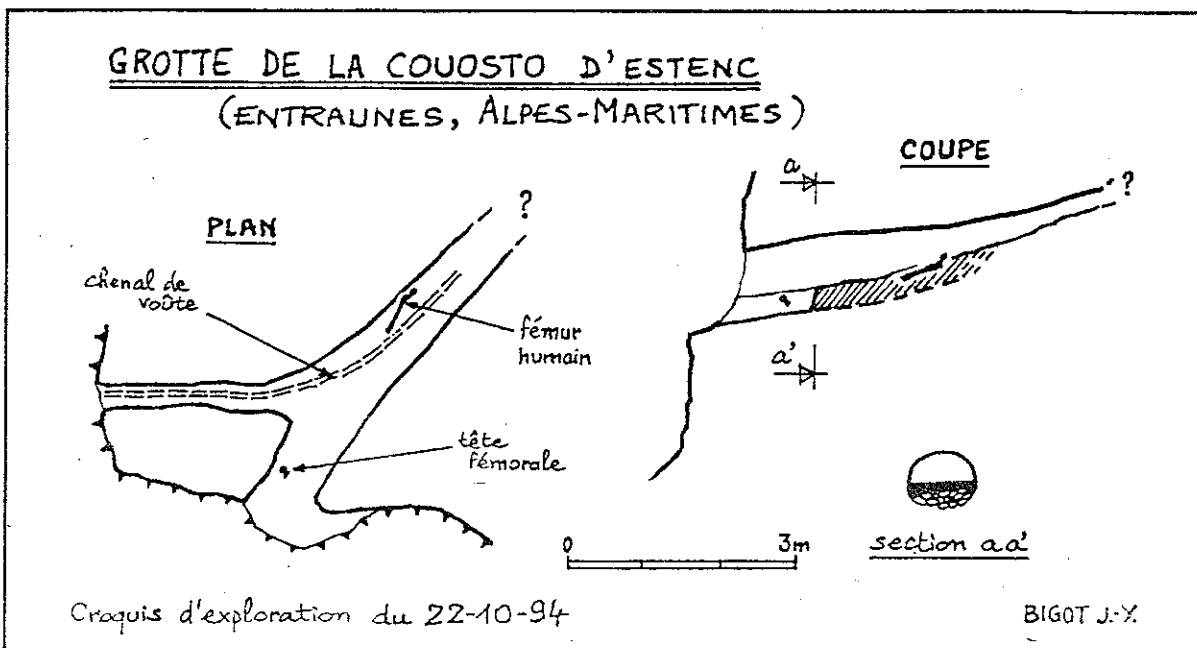 GROTTE DE LA COUOSTO D'ESTENC
(ENTRAUNES, ALPES-MARITIMES)
COUPE
a
?
PLAN
?
chenal de
voûte
fémur
humain
a'
tête
fémorale
0 3m
section aa'
Croquis d'exploration du 22-10-94
BIGOT J.-Y.